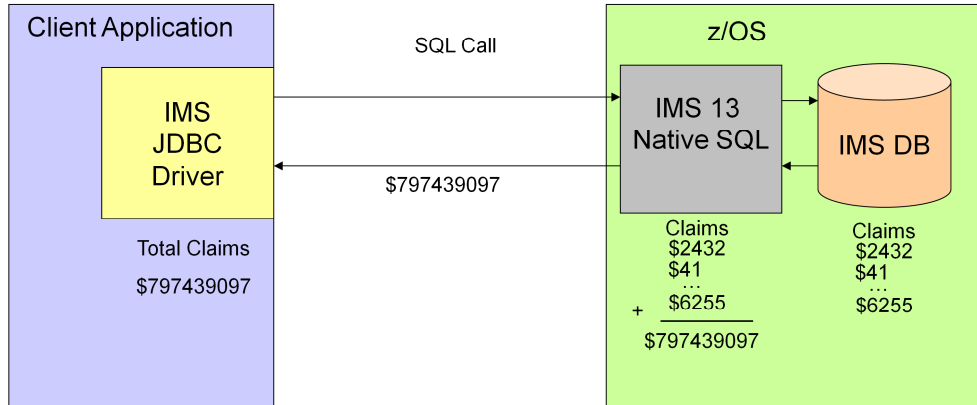 Client Application
IMS
JDBC
Driver
Total Claims
$797439097
SQL Call
$797439097
z/OS
IMS 13
Native SQL
IMS DB
Claims
$2432
$41
...
$6255
+
$797439097
Claims
$2432
$41
...
$6255